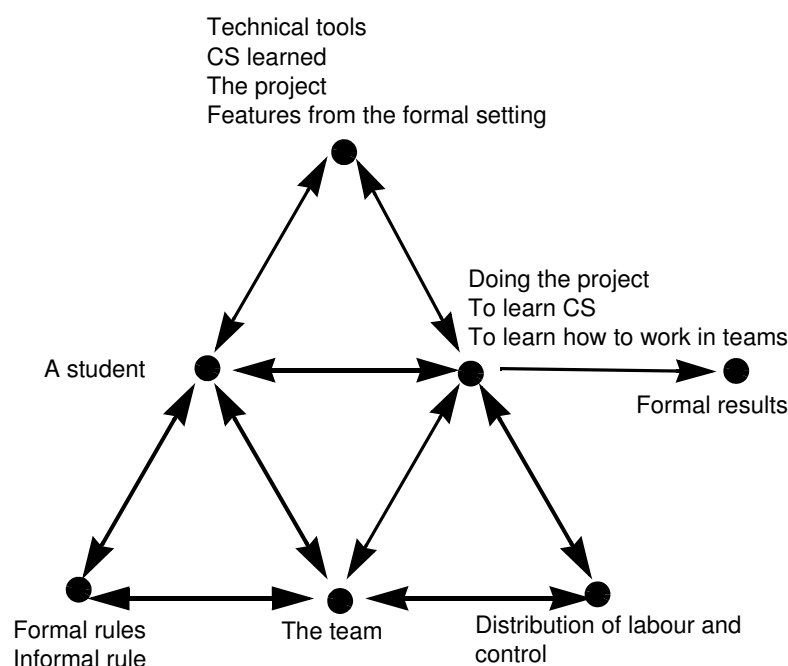 Technical tools
CS learned
The project
Features from the formal setting
Doing the project
To learn CS
To learn how to work in teams
A student
Formal results
Formal rules
Informal rule
The team
Distribution of labour and
control